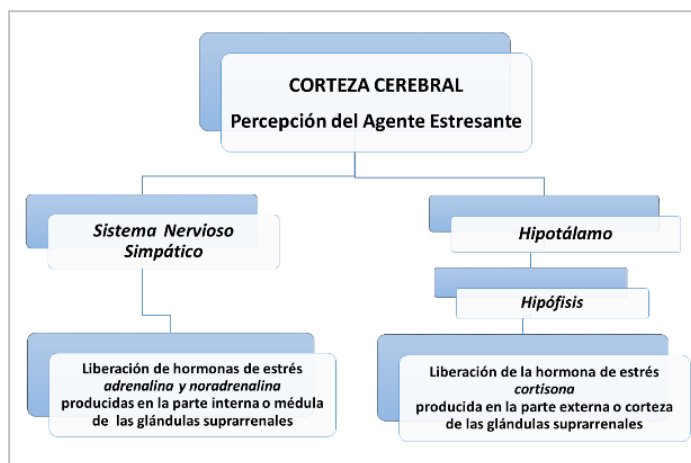 CORTEZA CEREBRAL
Percepción del Agente Estresante
Sistema Nervioso
Simpático
Liberación de hormonas de estrés
adrenalina y noradrenalina
producidas en la parte interna o médula
de las glándulas suprarrenales
Hipotálamo
Hipófisis
Liberación de la hormona de estrés
cortisona
producida en la parte externa o corteza
de las glándulas suprarrenales